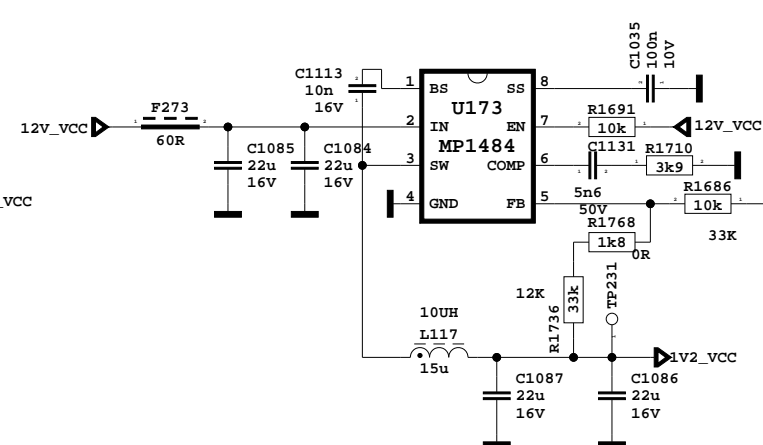 C1035
100n
10V
C1113
10n
16V
1
BS
SS
8
F273
12V_VCC
60R
U173
MP1484
2
IN
EN
7
R1691
10k
12V_VCC
C1085
22u
16V
C1084
22u
16V
3
SW
COMP
6
C1131
5n6
50V
R1710
3k9
_VCC
4
GND
FB
5
R1686
10k
33K
R1768
1k8
0R
12K
33k
R1736
TP231
10UH
L117
15u
1V2_VCC
C1087
22u
16V
C1086
22u
16V